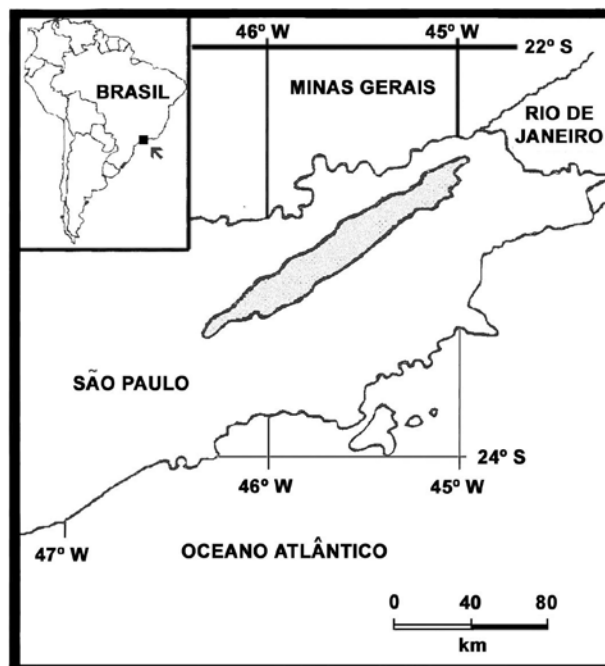 46º W
45º W
22º S
BRASIL
MINAS GERAIS
RIO DE
JANEIRO
SÃO PAULO
24º S
46º W
45º W
47º W
OCEANO ATLÂNTICO
0 40 80
km